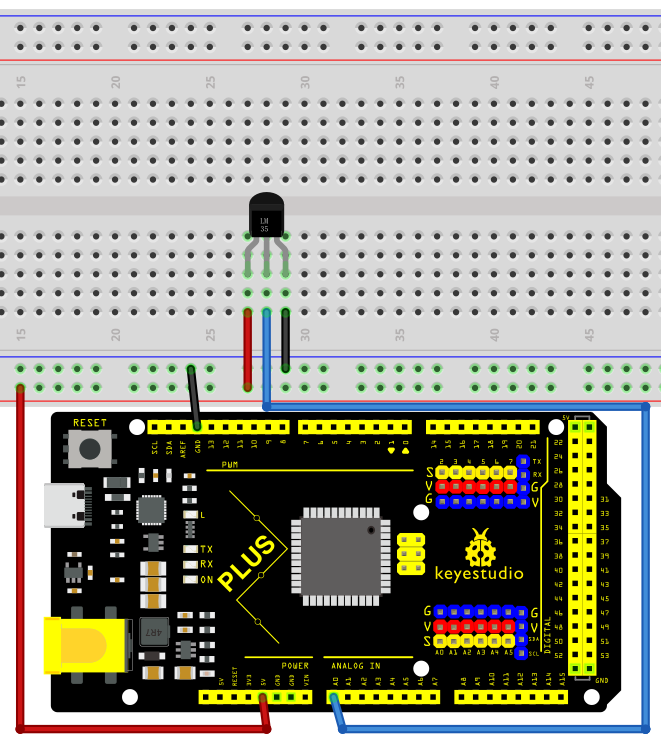 15 20 25 30 35 40 45
LM
35
15 20 25 30 35 40 45
RESET
SCL SDA AREF GND 13 12 11 10 9 8
7 6 5 4 3 2 1 0
14 15 16 17 18 19 20 21
5V
PWM
2 3 4 5 6 7
S
V
G
TX
RX
G
V
22
24
26
28
30 31
32 33
34 35
36 37
38 39
40 41
42 43
44 45
46 47
48 49
50 51
52 53
GND
L
TX
RX
ON
PLUS
keyestudio
4R7
G
V
S
A0 A1 A2 A3 A4 A5
G
V
SDA
SCL
DIGITAL
POWER
ANALOG IN
5V RESET 3V3 5V GND GND VIN
A0 A1 A2 A3 A4 A5 A6 A7
A8 A9 A10 A11 A12 A13 A14 A15